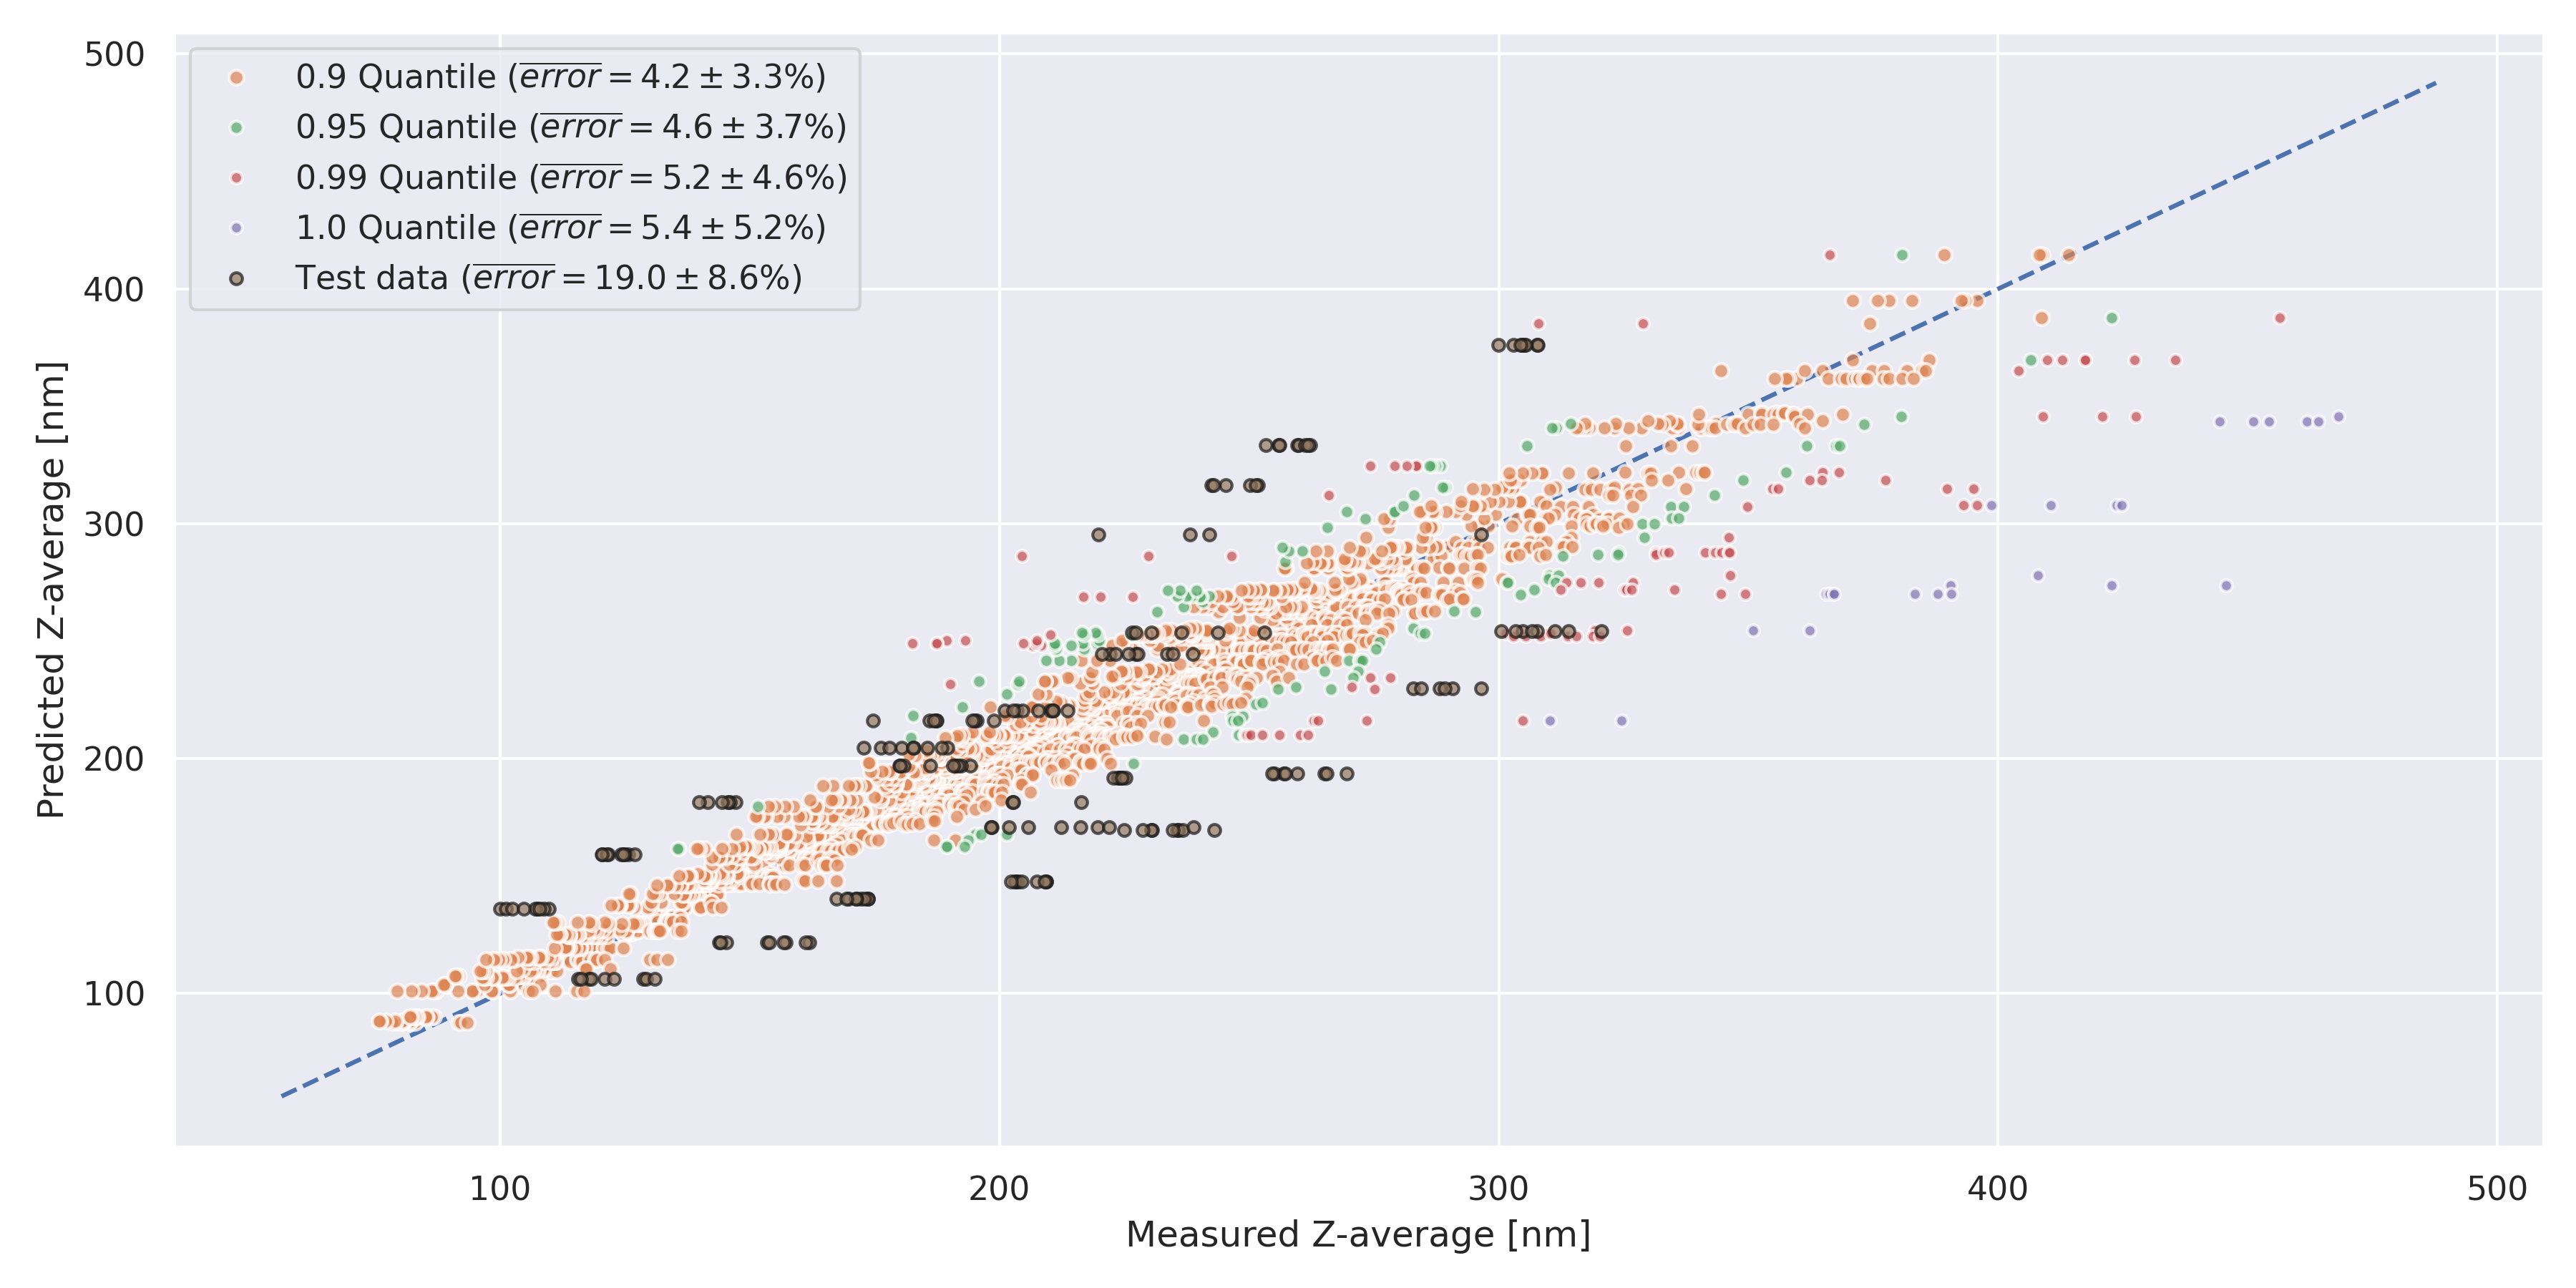 500
400
300
200
100
Predicted Z-average [nm]
0.9 Quantile (error = 4.2 ± 3.3%)
0.95 Quantile (error = 4.6 ± 3.7%)
0.99 Quantile (error = 5.2 ± 4.6%)
1.0 Quantile (error = 5.4 ± 5.2%)
Test data (error = 19.0 ± 8.6%)
100 200 300 400 500
Measured Z-average [nm]